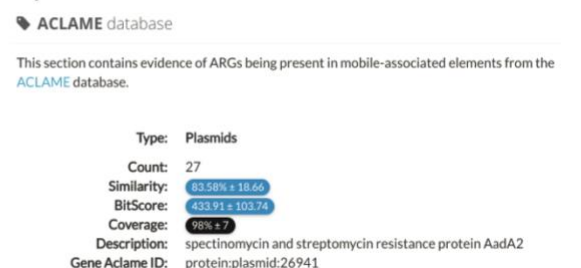 ACLAME database
This section contains evidence of ARGs being present in mobile-associated elements from the
ACLAME database.
Type: Plasmids
Count: 27
Similarity: 83.58% ± 18.66
BitScore: 433.91 ± 103.74
Coverage: 98% ± 7
Description: spectinomycin and streptomycin resistance protein AadA2
Gene Aclame ID: protein:plasmid:26941